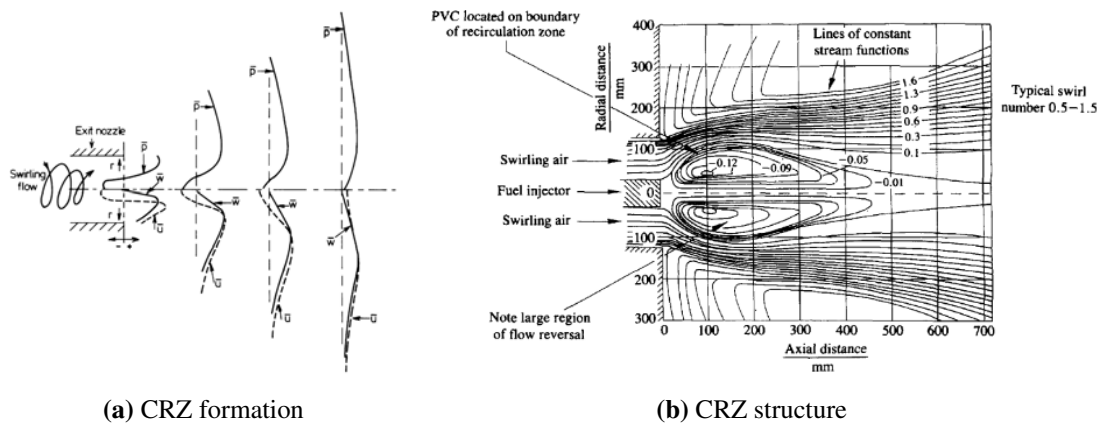 Exit nozzle
Swirling
flow
p̄
r
r
w̄
ū
- +
p̄
w̄
ū
p̄
w̄
ū
p̄
w̄
ū
(a) CRZ formation
PVC located on boundary
of recirculation zone
Lines of constant
stream functions
Typical swirl
number 0.5–1.5
Swirling air
Fuel injector
Swirling air
Note large region
of flow reversal
Radial distance
mm
400
300
200
100
0
100
200
300
1.6
1.3
0.9
0.6
0.3
0.1
−0.12
−0.09
−0.05
−0.01
0 100 200 300 400 500 600 700
Axial distance
mm
(b) CRZ structure